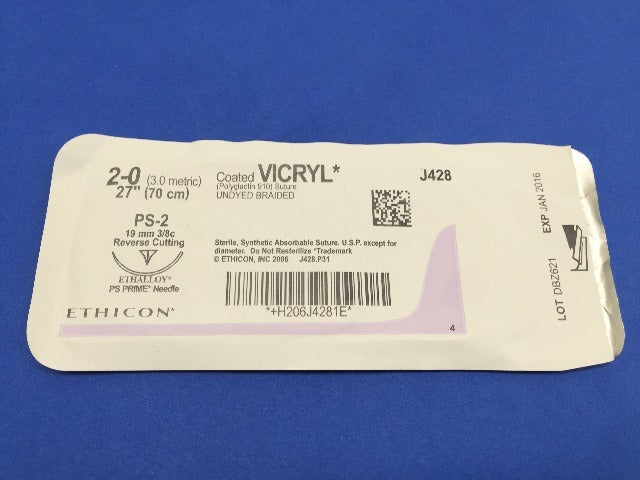 2-0 (3.0 metric)
27" (70 cm)
Coated VICRYL*
(Polyglactin 910) Suture
UNDYED BRAIDED
J428
PS-2
19 mm 3/8c
Reverse Cutting
ETHALLOY*
PS PRIME* Needle
ETHICON*
Sterile, Synthetic Absorbable Suture. U.S.P. except for
diameter. Do Not Resterilize *Trademark
© ETHICON, INC 2006 J428.P31
*+H206J4281E*
4
LOT DBZ621 EXP JAN 2016